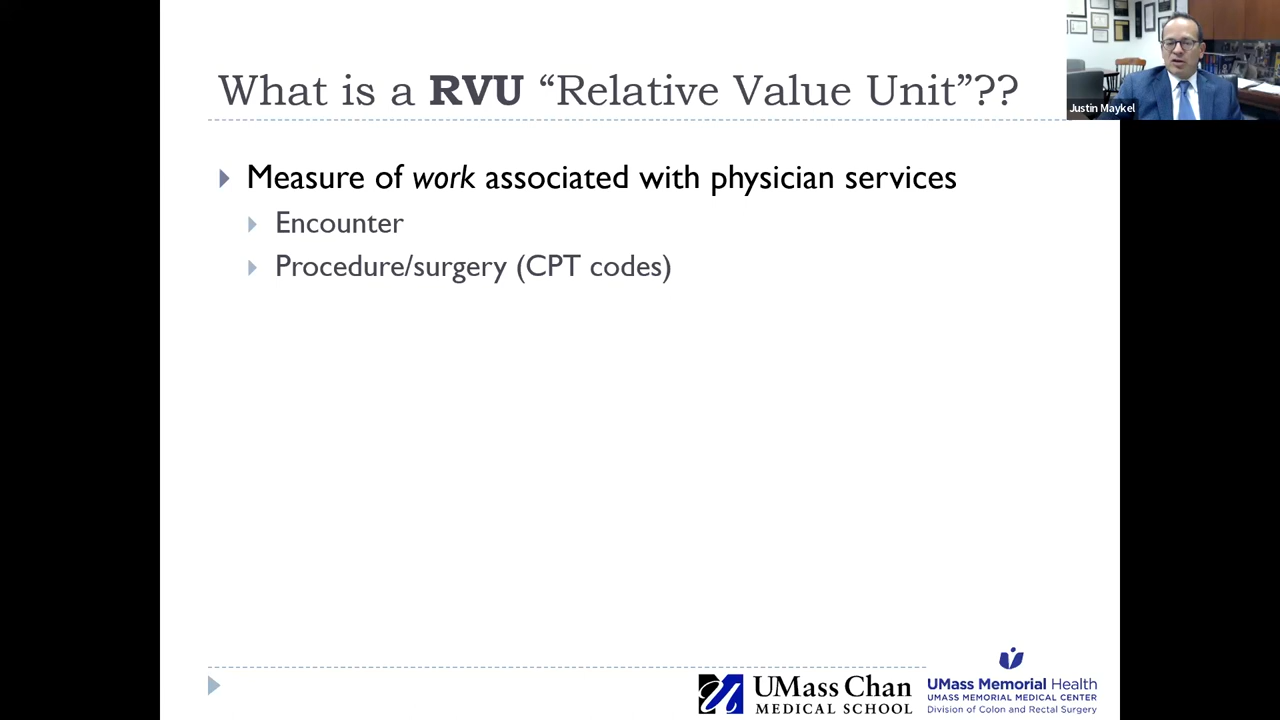 What is a RVU “Relative Value Unit”??
Justin Maykel
Measure of work associated with physician services
Encounter
Procedure/surgery (CPT codes)
UMass Chan
MEDICAL SCHOOL
UMass Memorial Health
UMASS MEMORIAL MEDICAL CENTER
Division of Colon and Rectal Surgery